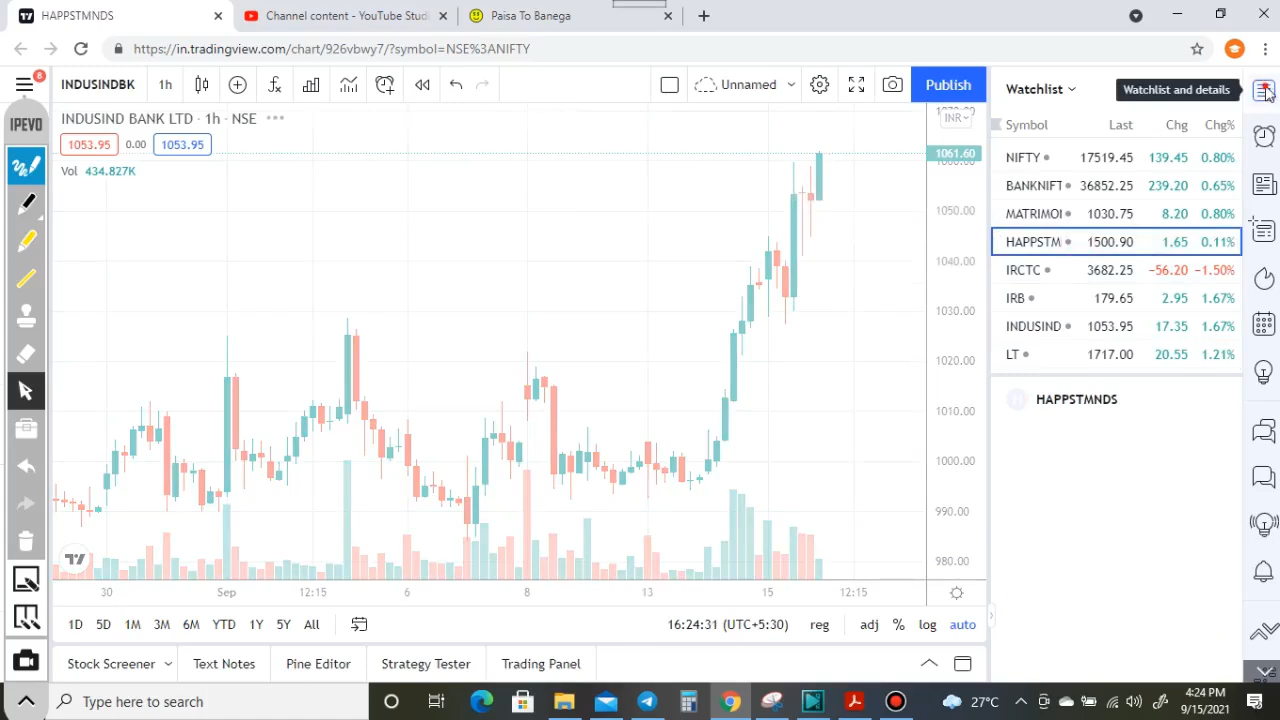 HAPPSTMNDS
Channel content - YouTube Studi
Paisa To Banega
https://in.tradingview.com/chart/926vbwy7/?symbol=NSE%3ANIFTY
8
IPEVO
INDUSINDBK 1h Unnamed Publish
INDUSIND BANK LTD · 1h · NSE
1053.95 0.00 1053.95
Vol 434.827K
INR
1061.60
1050.00
1040.00
1030.00
1020.00
1010.00
1000.00
990.00
980.00
30 Sep 12:15 6 8 13 15 12:15
1D 5D 1M 3M 6M YTD 1Y 5Y All
16:24:31 (UTC+5:30) reg adj % log auto
Stock Screener Text Notes Pine Editor Strategy Tester Trading Panel
Watchlist
Watchlist and details
Symbol Last Chg Chg%
NIFTY 17519.45 139.45 0.80%
BANKNIFT 36852.25 239.20 0.65%
MATRIMOI 1030.75 8.20 0.80%
HAPPSTM 1500.90 1.65 0.11%
IRCTC 3682.25 −56.20 −1.50%
IRB 179.65 2.95 1.67%
INDUSIND 1053.95 17.35 1.67%
LT 1717.00 20.55 1.21%
H HAPPSTMNDS
Type here to search
27°C
4:24 PM
9/15/2021